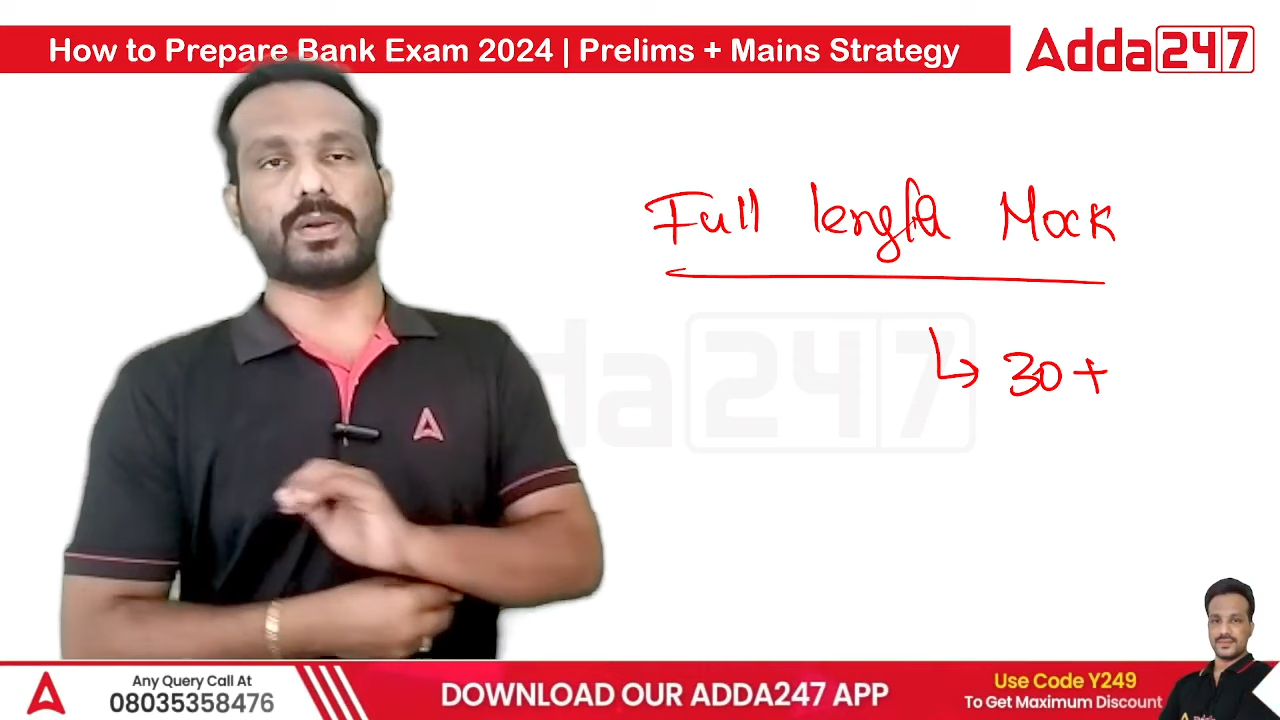 How to Prepare Bank Exam 2024 | Prelims + Mains Strategy
Adda247
Full length Mock
↳ 30+
Adda247
Any Query Call At
08035358476
DOWNLOAD OUR ADDA247 APP
Use Code Y249
To Get Maximum Discount